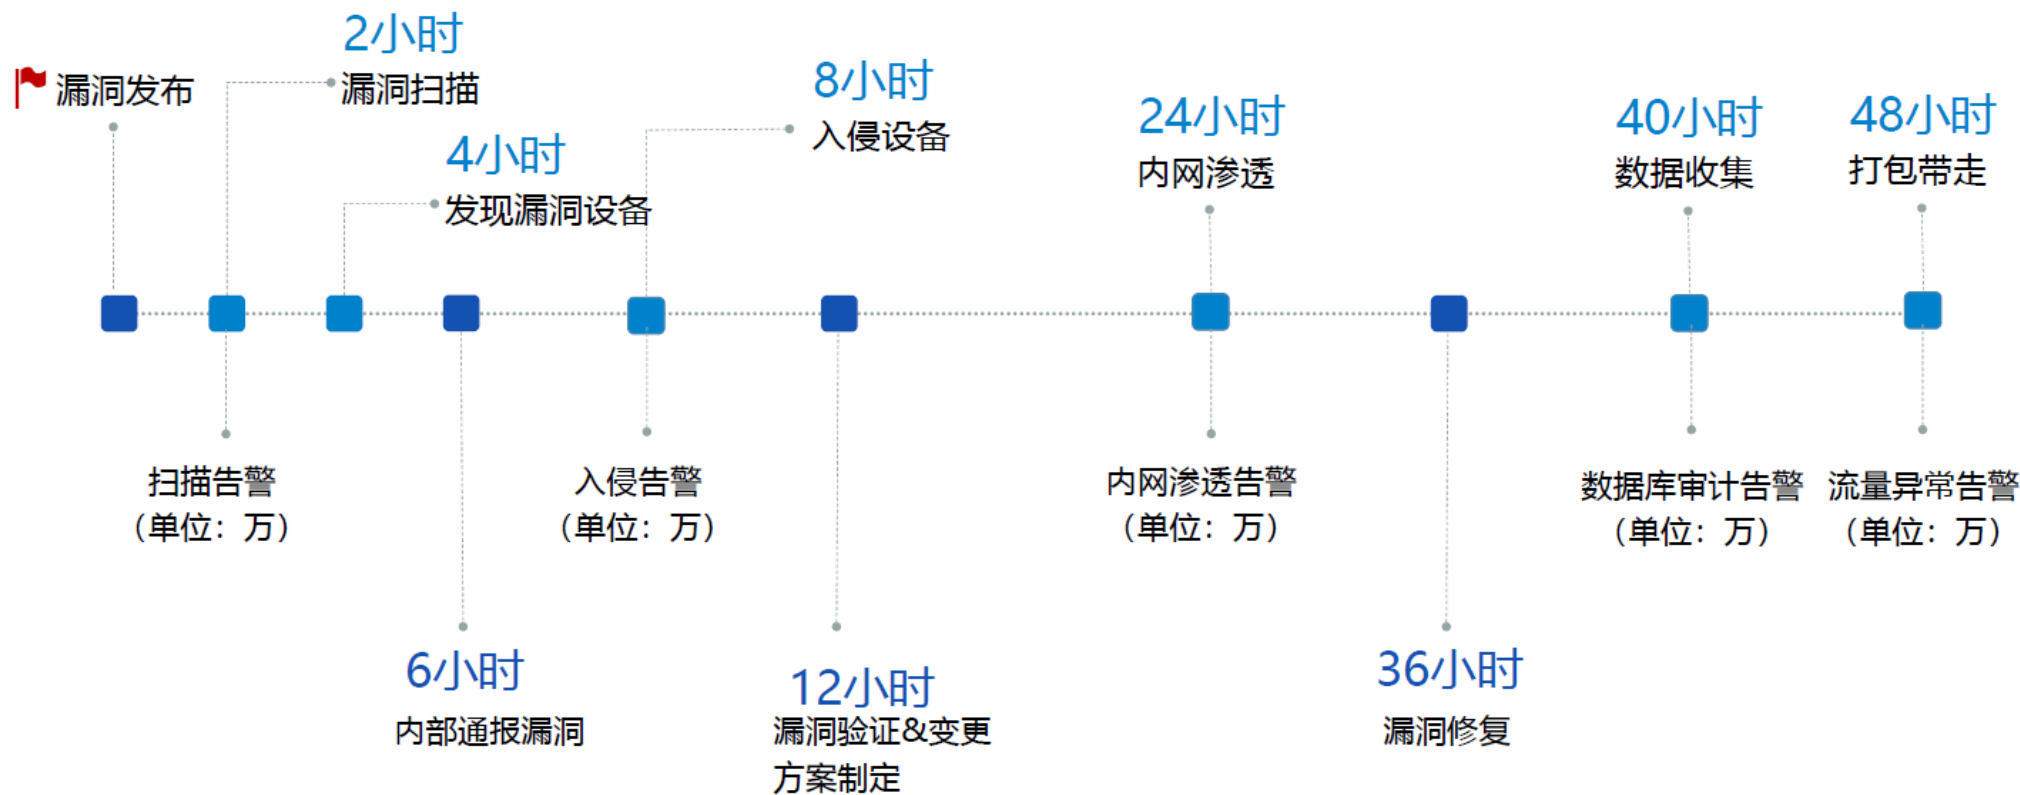 漏洞发布
2小时
漏洞扫描
4小时
发现漏洞设备
8小时
入侵设备
24小时
内网渗透
40小时
数据收集
48小时
打包带走
扫描告警
（单位：万）
入侵告警
（单位：万）
内网渗透告警
（单位：万）
数据库审计告警
（单位：万）
流量异常告警
（单位：万）
6小时
内部通报漏洞
12小时
漏洞验证&变更
方案制定
36小时
漏洞修复